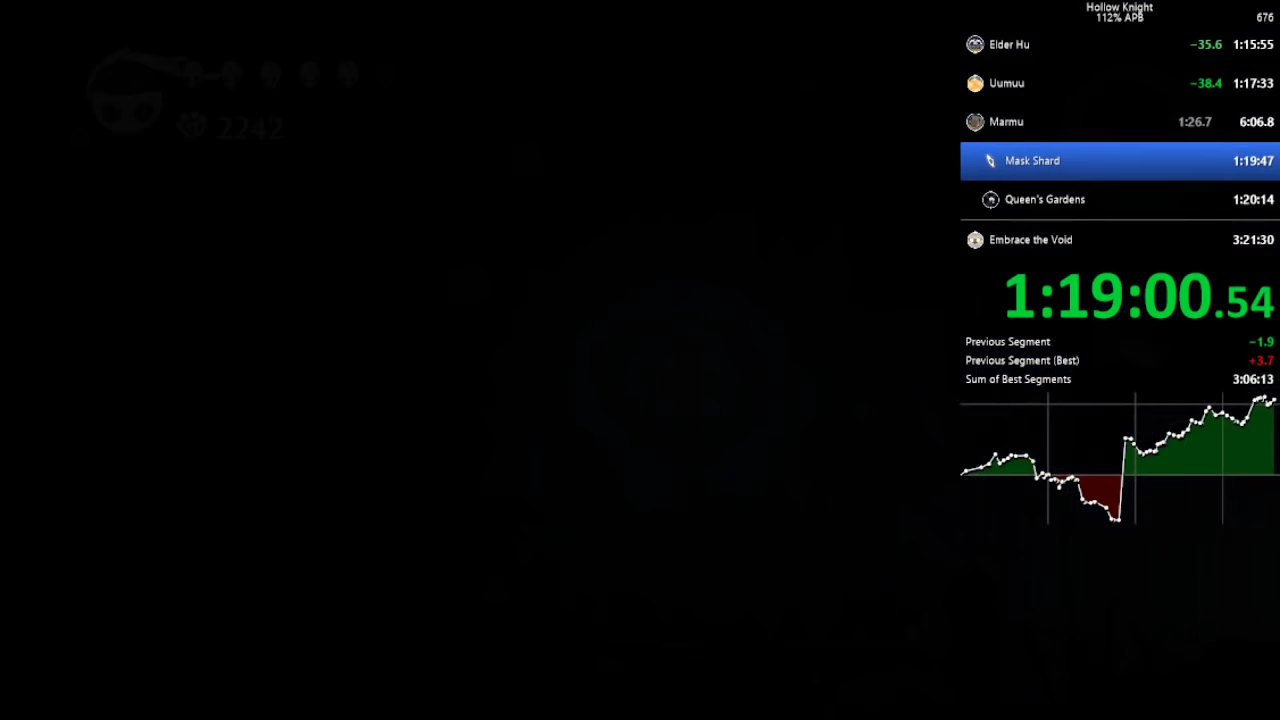 Hollow Knight
112% APB 676
Elder Hu −35.6 1:15:55
Uumuu −38.4 1:17:33
Marmu 1:26.7 6:06.8
Mask Shard 1:19:47
Queen's Gardens 1:20:14
Embrace the Void 3:21:30
1:19:00.54
Previous Segment −1.9
Previous Segment (Best) +3.7
Sum of Best Segments 3:06:13
2242